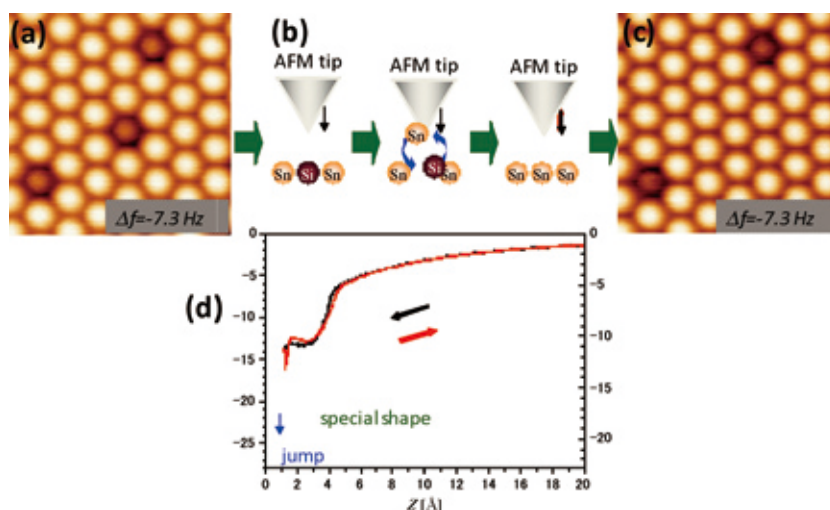 (a)
(b)
(c)
AFM tip
AFM tip
AFM tip
Sn
Sn Si Sn
Si Sn
Sn Sn Sn
Δf=-7.3 Hz
Δf=-7.3 Hz
(d)
0
-5
-10
-15
-20
-25
0
-5
-10
-15
-20
special shape
jump
0 2 4 6 8 10 12 14 16 18 20
Z [Å]